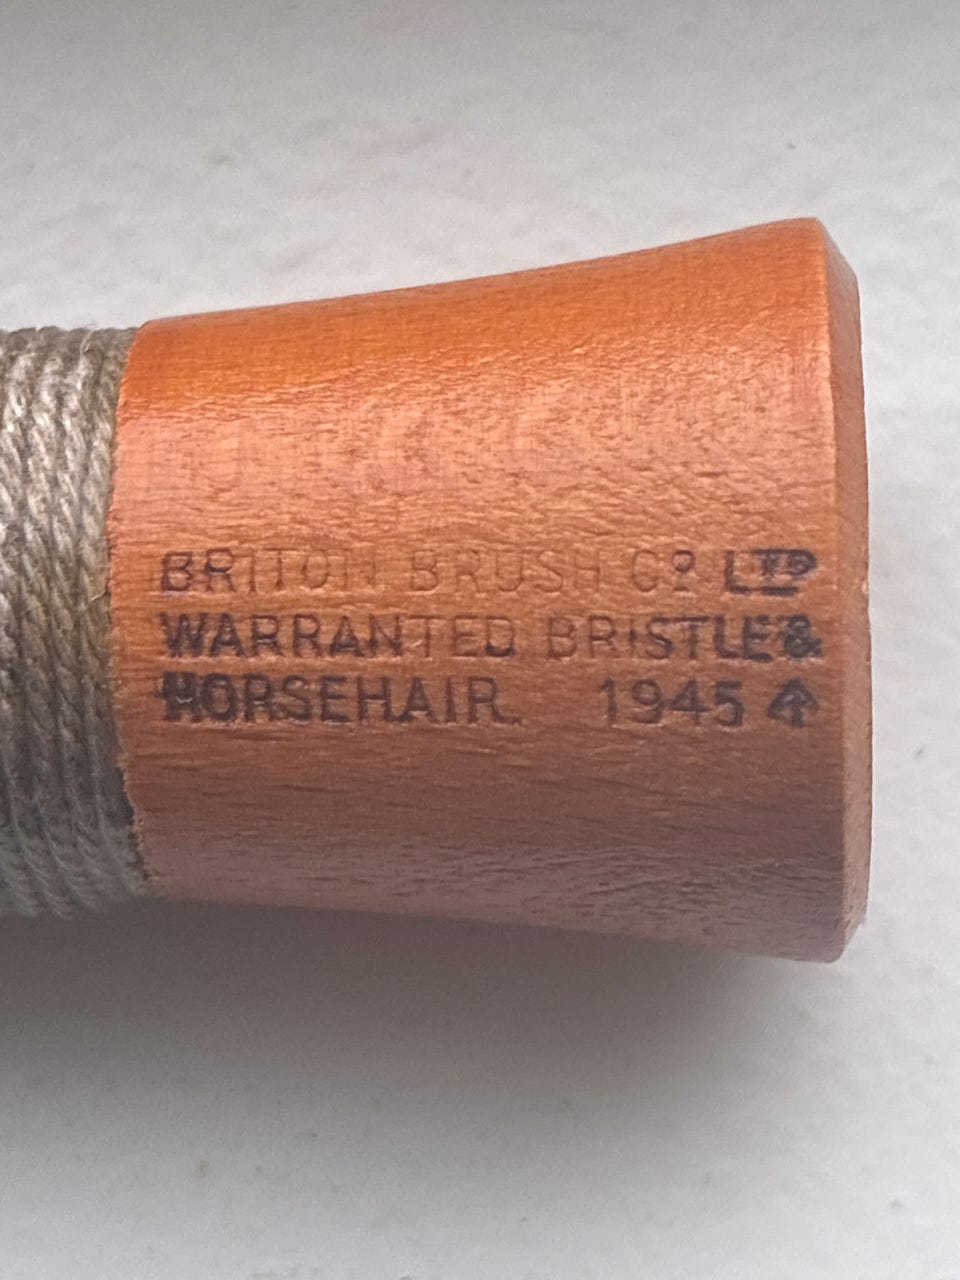 BRITON BRUSH Cº LTD
WARRANTED BRISTLE &
HORSEHAIR. 1945